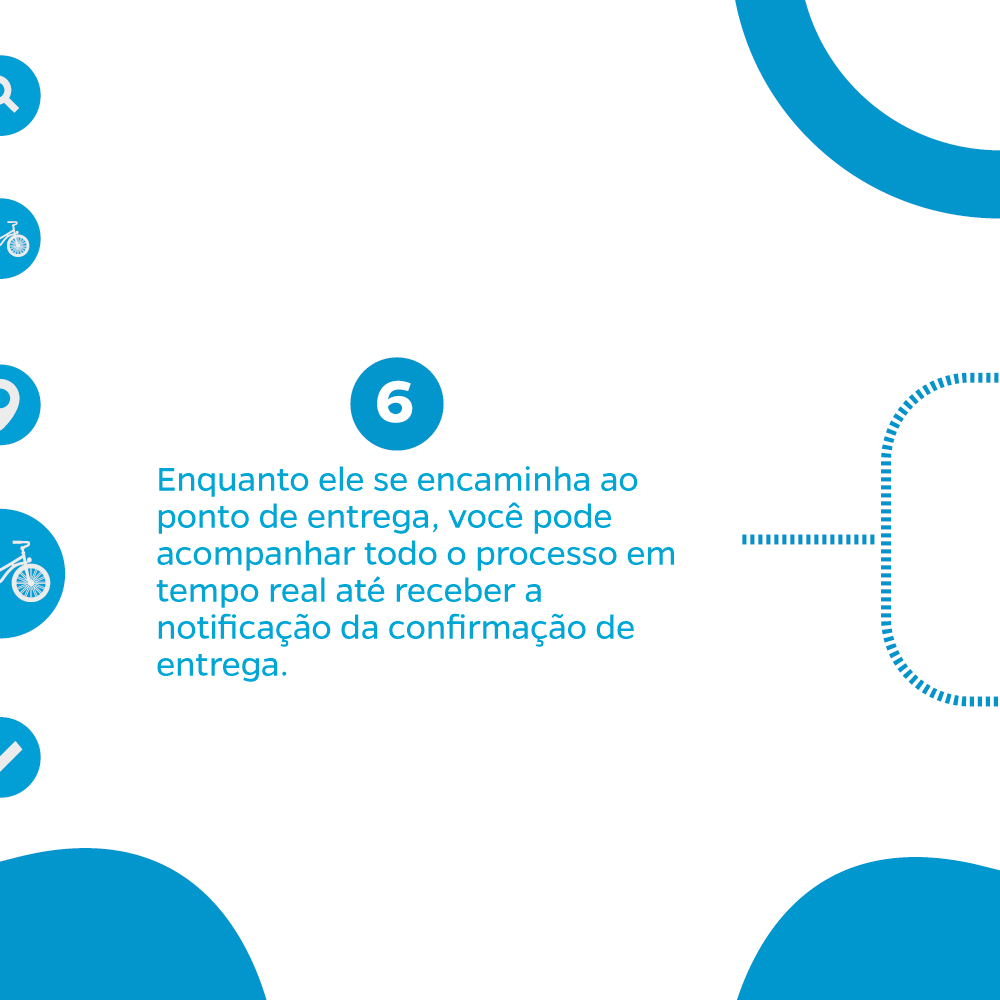 6
Enquanto ele se encaminha ao
ponto de entrega, você pode
acompanhar todo o processo em
tempo real até receber a
notificação da confirmação de
entrega.